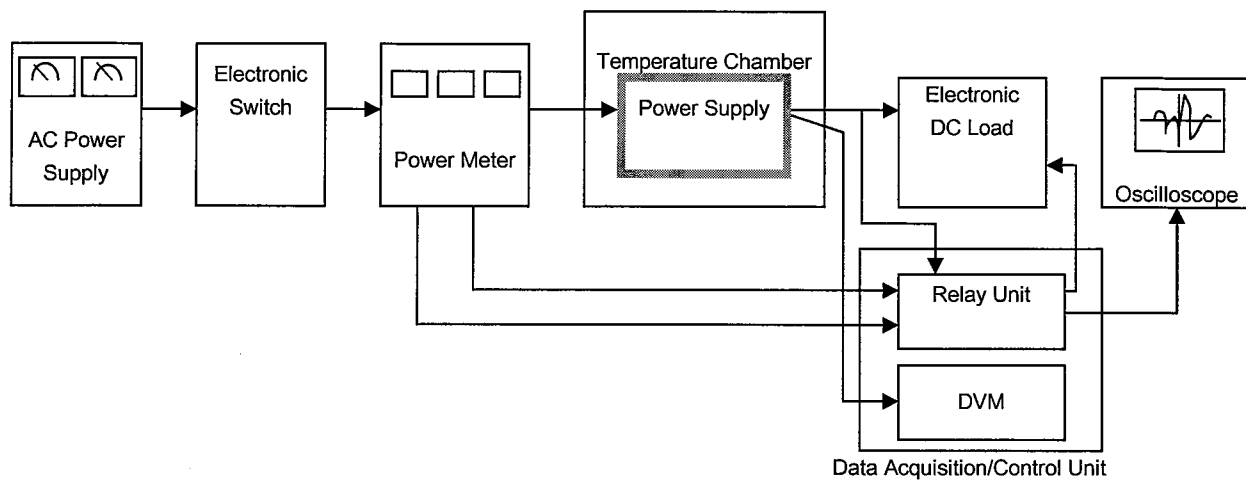 AC Power
Supply
Electronic
Switch
Power Meter
Temperature Chamber
Power Supply
Electronic
DC Load
Oscilloscope
Relay Unit
DVM
Data Acquisition/Control Unit